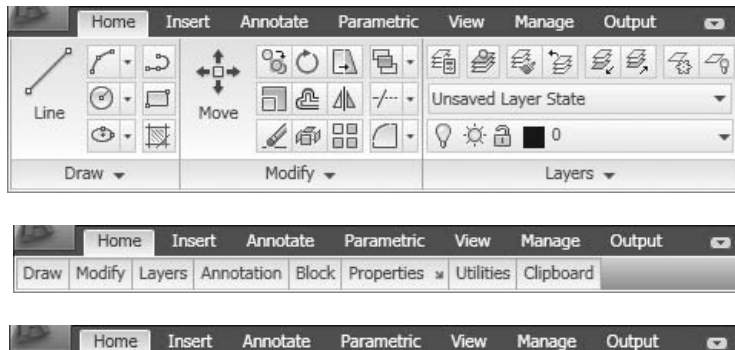 Home Insert Annotate Parametric View Manage Output
Line
Move
Unsaved Layer State
0
Draw Modify Layers
Home Insert Annotate Parametric View Manage Output
Draw Modify Layers Annotation Block Properties Utilities Clipboard
Home Insert Annotate Parametric View Manage Output